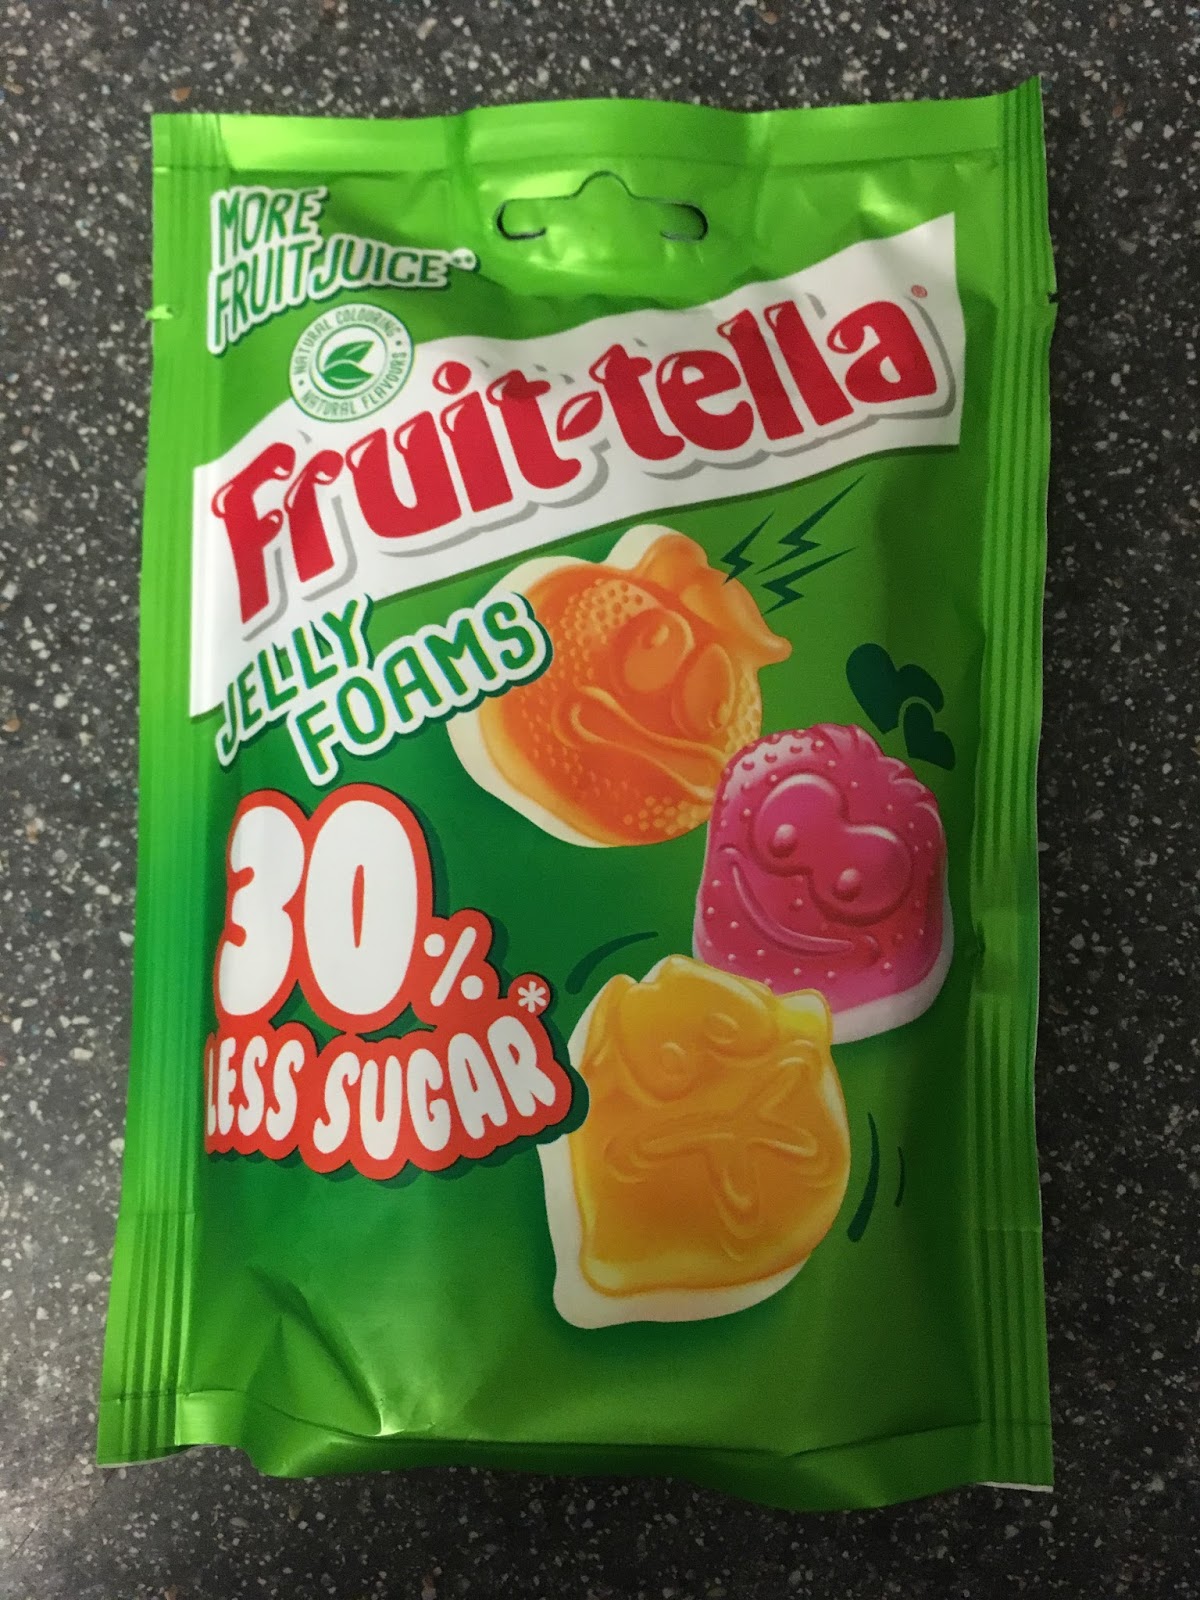 MORE
FRUIT JUICE**
NATURAL COLOURING •
NATURAL FLAVOURS •
Fruit-tella®
JELLY
FOAMS
30%
LESS SUGAR*